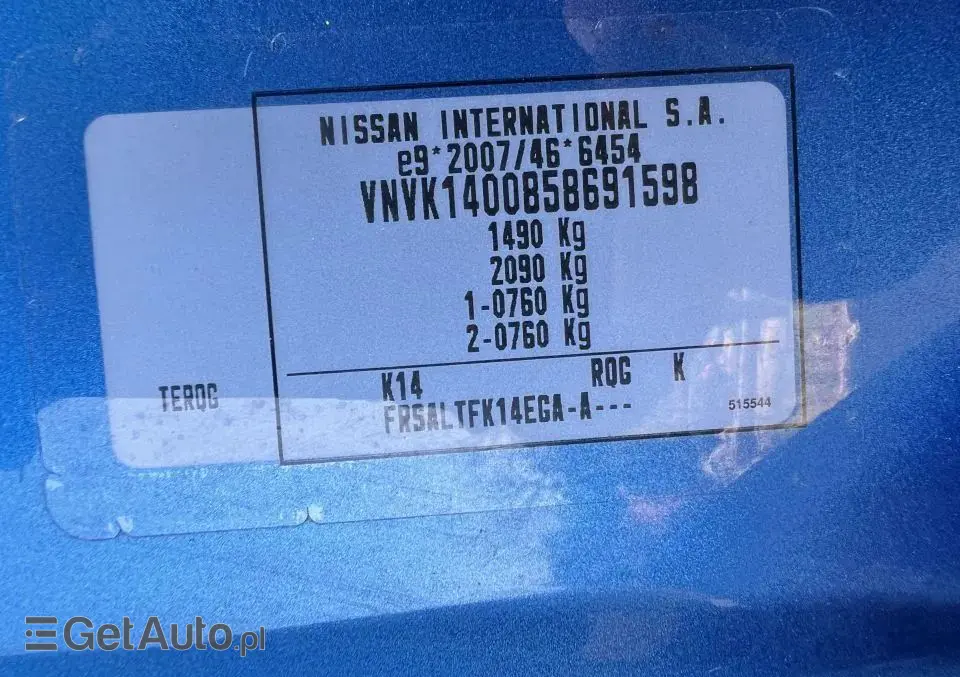 NISSAN INTERNATIONAL S.A.
e9*2007/46*6454
VNVK1400858691598
1490 Kg
2090 Kg
1-0760 Kg
2-0760 Kg
TERQG K14 RQG K
FRSALTFK14EGA-A---
515544
GetAuto.pl